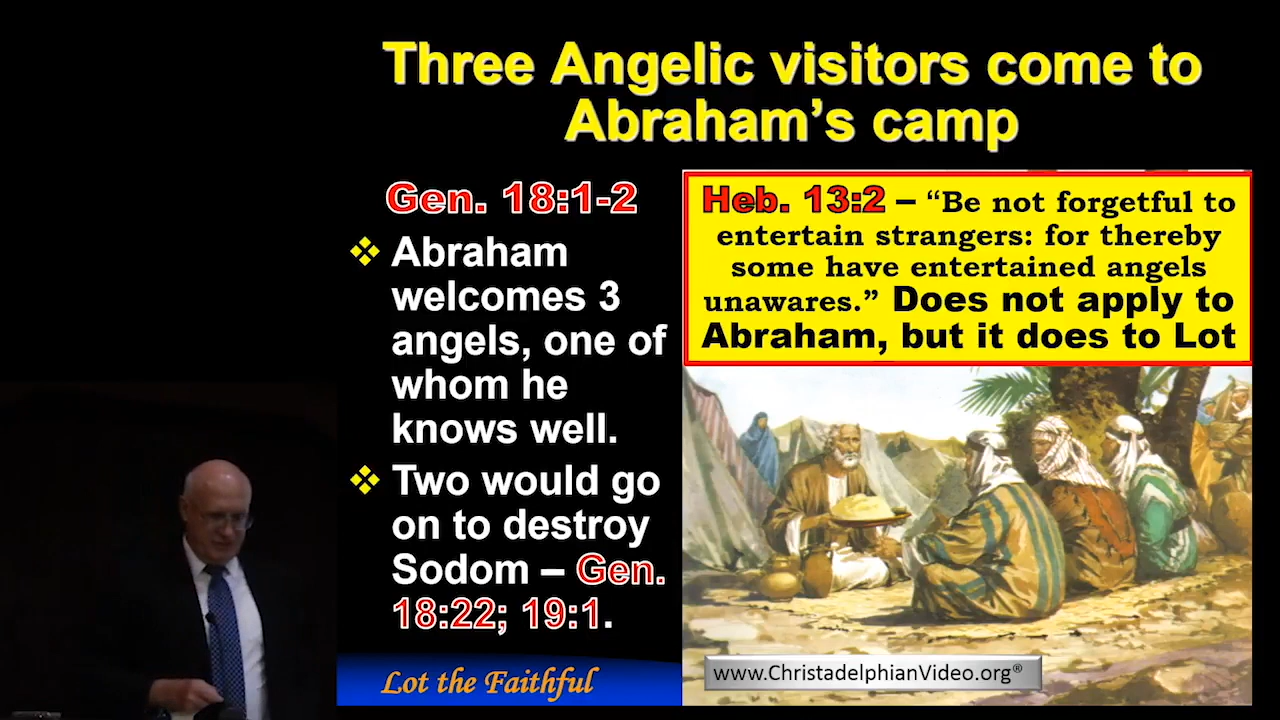 Three Angelic visitors come to
Abraham’s camp
Gen. 18:1-2
❖ Abraham
welcomes 3
angels, one of
whom he
knows well.
❖ Two would go
on to destroy
Sodom – Gen.
18:22; 19:1.
Heb. 13:2 – “Be not forgetful to
entertain strangers: for thereby
some have entertained angels
unawares.” Does not apply to
Abraham, but it does to Lot
Lot the Faithful
www.ChristadelphianVideo.org®